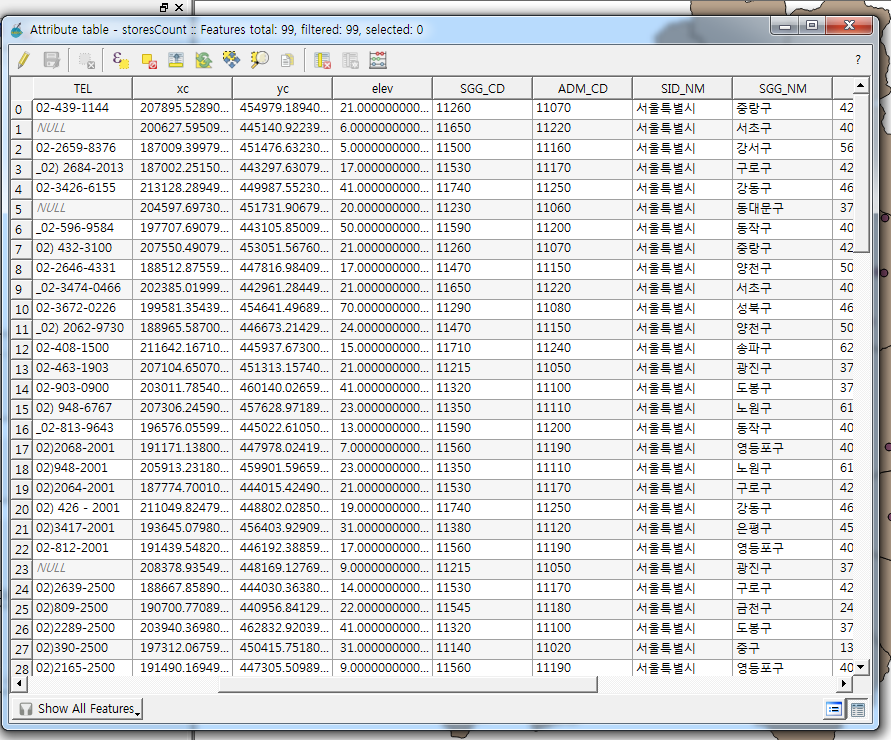 Attribute table - storesCount :: Features total: 99, filtered: 99, selected: 0
?
TEL xc yc elev SGG_CD ADM_CD SID_NM SGG_NM
0 02-439-1144 207895.52890... 454979.18940... 21.000000000... 11260 11070 서울특별시 중랑구 42
1 NULL 200627.59509... 445140.92239... 6.0000000000... 11650 11220 서울특별시 서초구 40
2 02-2659-8376 187009.39979... 451476.63230... 5.0000000000... 11500 11160 서울특별시 강서구 56
3 _02) 2684-2013 187002.25150... 443297.63079... 17.000000000... 11530 11170 서울특별시 구로구 42
4 02-3426-6155 213128.28949... 449987.55230... 41.000000000... 11740 11250 서울특별시 강동구 46
5 NULL 204597.69730... 451731.90679... 20.000000000... 11230 11060 서울특별시 동대문구 37
6 _02-596-9584 197707.69079... 443105.85009... 50.000000000... 11590 11200 서울특별시 동작구 40
7 02) 432-3100 207550.49079... 453051.56760... 21.000000000... 11260 11070 서울특별시 중랑구 42
8 02-2646-4331 188512.87559... 447816.98409... 17.000000000... 11470 11150 서울특별시 양천구 50
9 _02-3474-0466 202385.01999... 442961.28449... 21.000000000... 11650 11220 서울특별시 서초구 40
10 02-3672-0226 199581.35439... 454641.49689... 70.000000000... 11290 11080 서울특별시 성북구 46
11 _02) 2062-9730 188965.58700... 446673.21429... 24.000000000... 11470 11150 서울특별시 양천구 50
12 02-408-1500 211642.16710... 445937.67300... 15.000000000... 11710 11240 서울특별시 송파구 62
13 02-463-1903 207104.65070... 451313.15740... 21.000000000... 11215 11050 서울특별시 광진구 37
14 02-903-0900 203011.78540... 460140.02659... 41.000000000... 11320 11100 서울특별시 도봉구 37
15 02) 948-6767 207306.24590... 457628.97189... 23.000000000... 11350 11110 서울특별시 노원구 61
16 _02-813-9643 196576.05599... 445022.61050... 13.000000000... 11590 11200 서울특별시 동작구 40
17 02)2068-2001 191171.13800... 447978.02419... 7.0000000000... 11560 11190 서울특별시 영등포구 40
18 02)948-2001 205913.23180... 459901.59659... 23.000000000... 11350 11110 서울특별시 노원구 61
19 02)2064-2001 187774.70010... 444015.42490... 21.000000000... 11530 11170 서울특별시 구로구 42
20 02) 426 - 2001 211049.82479... 448802.02850... 19.000000000... 11740 11250 서울특별시 강동구 46
21 02)3417-2001 193645.07980... 456403.92909... 31.000000000... 11380 11120 서울특별시 은평구 45
22 02-812-2001 191439.54820... 446192.38859... 17.000000000... 11560 11190 서울특별시 영등포구 40
23 NULL 208378.93549... 448169.12769... 9.0000000000... 11215 11050 서울특별시 광진구 37
24 02)2639-2500 188667.85890... 444030.36380... 14.000000000... 11530 11170 서울특별시 구로구 42
25 02)809-2500 190700.77089... 440956.84129... 22.000000000... 11545 11180 서울특별시 금천구 24
26 02)2289-2500 203940.36980... 462832.92039... 41.000000000... 11320 11100 서울특별시 도봉구 37
27 02)390-2500 197312.06759... 450415.75180... 31.000000000... 11140 11020 서울특별시 중구 13
28 02)2165-2500 191490.16949... 447305.50989... 9.0000000000... 11560 11190 서울특별시 영등포구 40
Show All Features